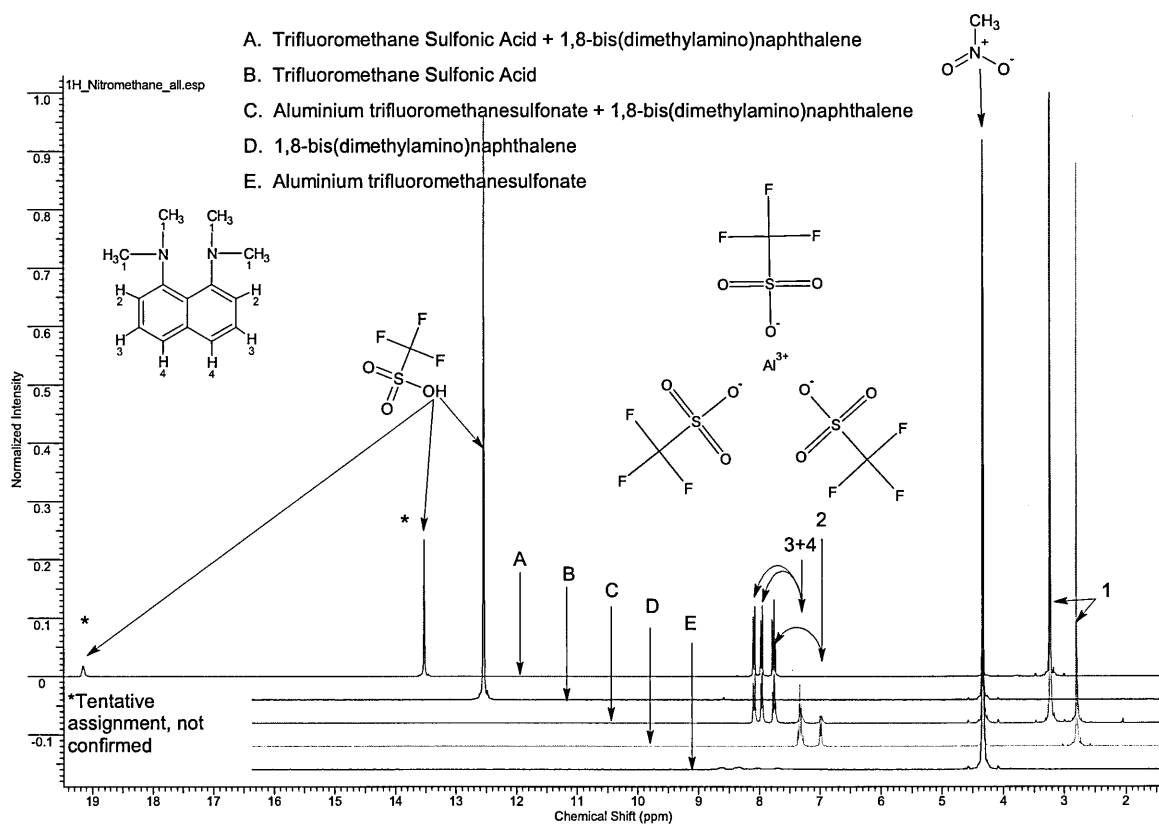 A. Trifluoromethane Sulfonic Acid + 1,8-bis(dimethylamino)naphthalene
B. Trifluoromethane Sulfonic Acid
C. Aluminium trifluoromethanesulfonate + 1,8-bis(dimethylamino)naphthalene
D. 1,8-bis(dimethylamino)naphthalene
E. Aluminium trifluoromethanesulfonate
1H_Nitromethane_all.esp
CH3
N+
O O-
CH3 CH3
1 1
H3C N N CH3
1 1
H H
2 2
H H
3 3
H H
4 4
F
F F
O S O
O-
Al3+
F
F F
O
S
OH
O
O O-
S
F O
F F
O- O
S
O F
F F
* *
A
B
C
D
E
2
3+4
1
*Tentative
assignment, not
confirmed
Normalized Intensity
1.0
0.9
0.8
0.7
0.6
0.5
0.4
0.3
0.2
0.1
0
-0.1
19 18 17 16 15 14 13 12 11 10 9 8 7 6 5 4 3 2
Chemical Shift (ppm)